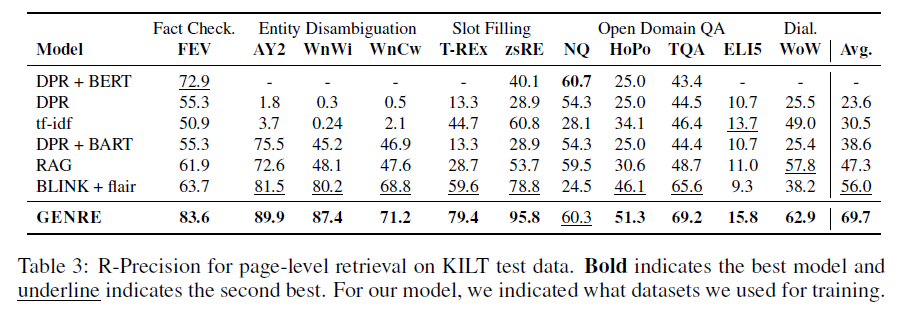 Fact Check. Entity Disambiguation Slot Filling Open Domain QA Dial.
Model FEV AY2 WnWi WnCw T-REx zsRE NQ HoPo TQA ELI5 WoW Avg.
DPR + BERT 72.9 - - - - 40.1 60.7 25.0 43.4 - - -
DPR 55.3 1.8 0.3 0.5 13.3 28.9 54.3 25.0 44.5 10.7 25.5 23.6
tf-idf 50.9 3.7 0.24 2.1 44.7 60.8 28.1 34.1 46.4 13.7 49.0 30.5
DPR + BART 55.3 75.5 45.2 46.9 13.3 28.9 54.3 25.0 44.4 10.7 25.4 38.6
RAG 61.9 72.6 48.1 47.6 28.7 53.7 59.5 30.6 48.7 11.0 57.8 47.3
BLINK + flair 63.7 81.5 80.2 68.8 59.6 78.8 24.5 46.1 65.6 9.3 38.2 56.0
GENRE 83.6 89.9 87.4 71.2 79.4 95.8 60.3 51.3 69.2 15.8 62.9 69.7
Table 3: R-Precision for page-level retrieval on KILT test data. Bold indicates the best model and
underline indicates the second best. For our model, we indicated what datasets we used for training.